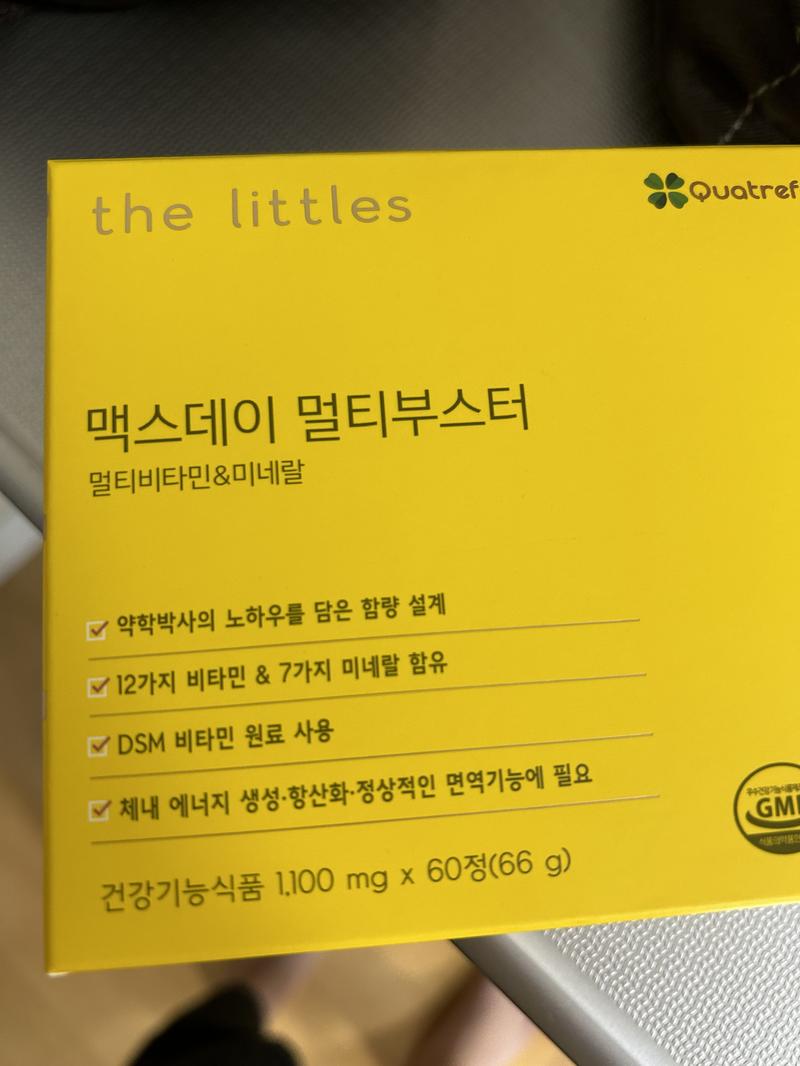 the littles
Quatref
맥스데이 멀티부스터
멀티비타민&미네랄
약학박사의 노하우를 담은 함량 설계
12가지 비타민 & 7가지 미네랄 함유
DSM 비타민 원료 사용
체내 에너지 생성·항산화·정상적인 면역기능에 필요
GMP
건강기능식품 1,100 mg x 60정(66 g)